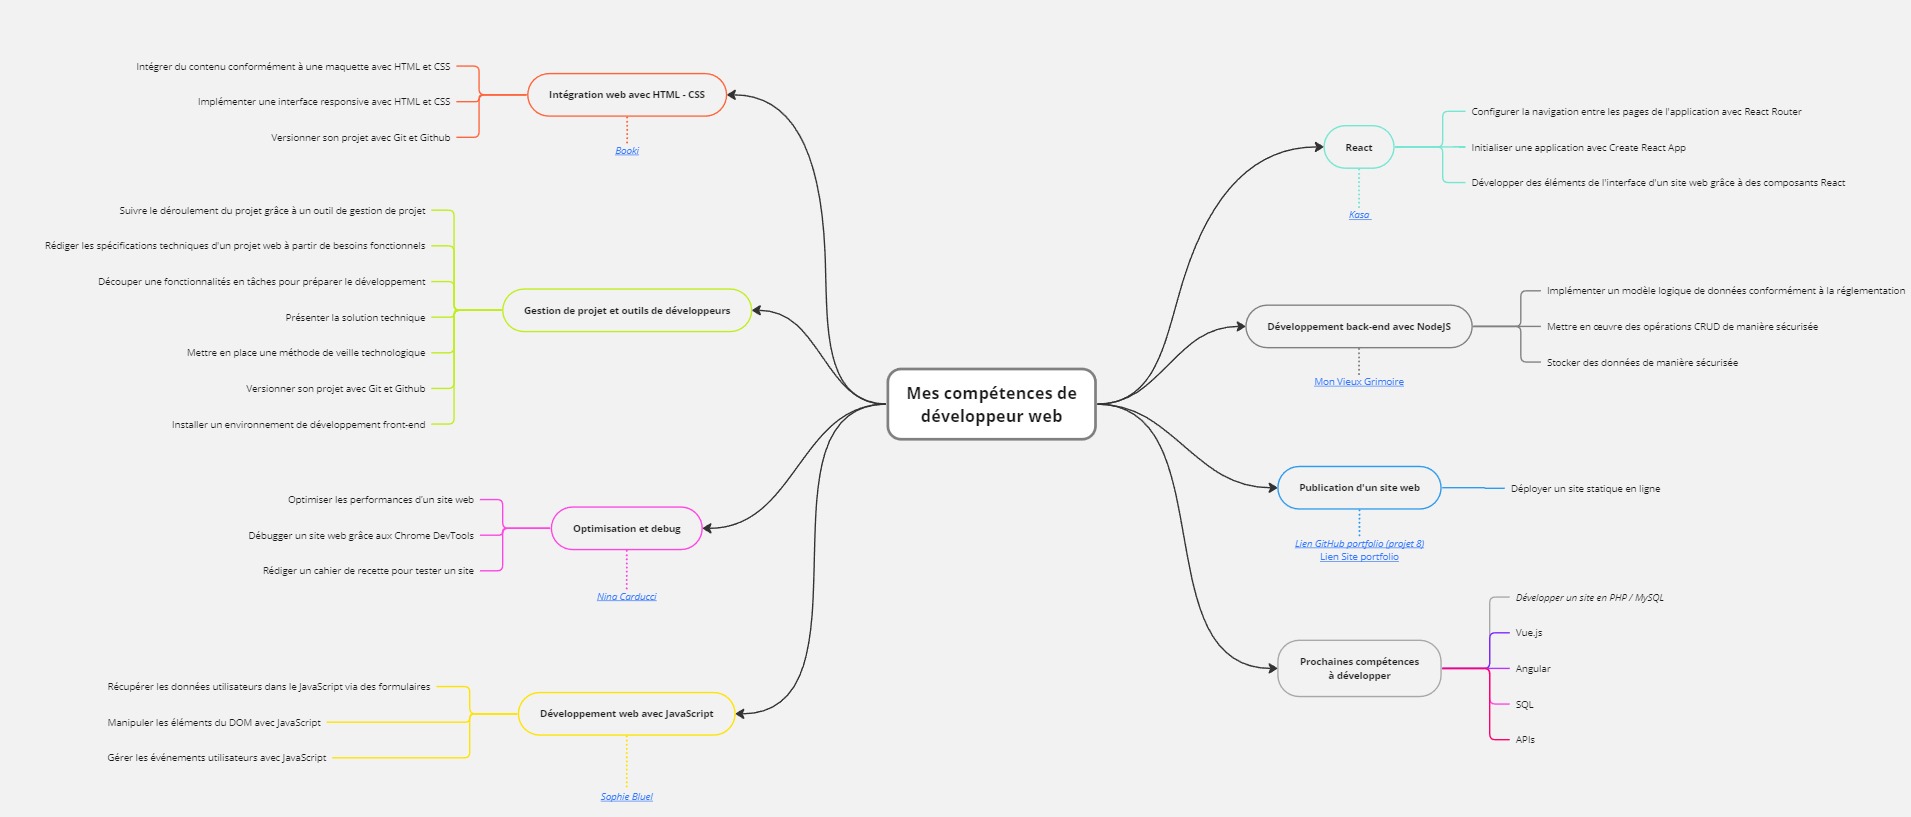 Mes compétences de
développeur web
Intégration web avec HTML - CSS
Intégrer du contenu conformément à une maquette avec HTML et CSS
Implémenter une interface responsive avec HTML et CSS
Versionner son projet avec Git et Github
Booki
Gestion de projet et outils de développeurs
Suivre le déroulement du projet grâce à un outil de gestion de projet
Rédiger les spécifications techniques d'un projet web à partir de besoins fonctionnels
Découper une fonctionnalités en tâches pour préparer le développement
Présenter la solution technique
Mettre en place une méthode de veille technologique
Versionner son projet avec Git et Github
Installer un environnement de développement front-end
Optimisation et debug
Optimiser les performances d'un site web
Débugger un site web grâce aux Chrome DevTools
Rédiger un cahier de recette pour tester un site
Nina Carducci
Développement web avec JavaScript
Récupérer les données utilisateurs dans le JavaScript via des formulaires
Manipuler les éléments du DOM avec JavaScript
Gérer les événements utilisateurs avec JavaScript
Sophie Bluel
React
Configurer la navigation entre les pages de l'application avec React Router
Initialiser une application avec Create React App
Développer des éléments de l'interface d'un site web grâce à des composants React
Kasa
Développement back-end avec NodeJS
Implémenter un modèle logique de données conformément à la réglementation
Mettre en œuvre des opérations CRUD de manière sécurisée
Stocker des données de manière sécurisée
Mon Vieux Grimoire
Publication d'un site web
Déployer un site statique en ligne
Lien GitHub portfolio (projet 8)
Lien Site portfolio
Prochaines compétences
à développer
Développer un site en PHP / MySQL
Vue.js
Angular
SQL
APIs